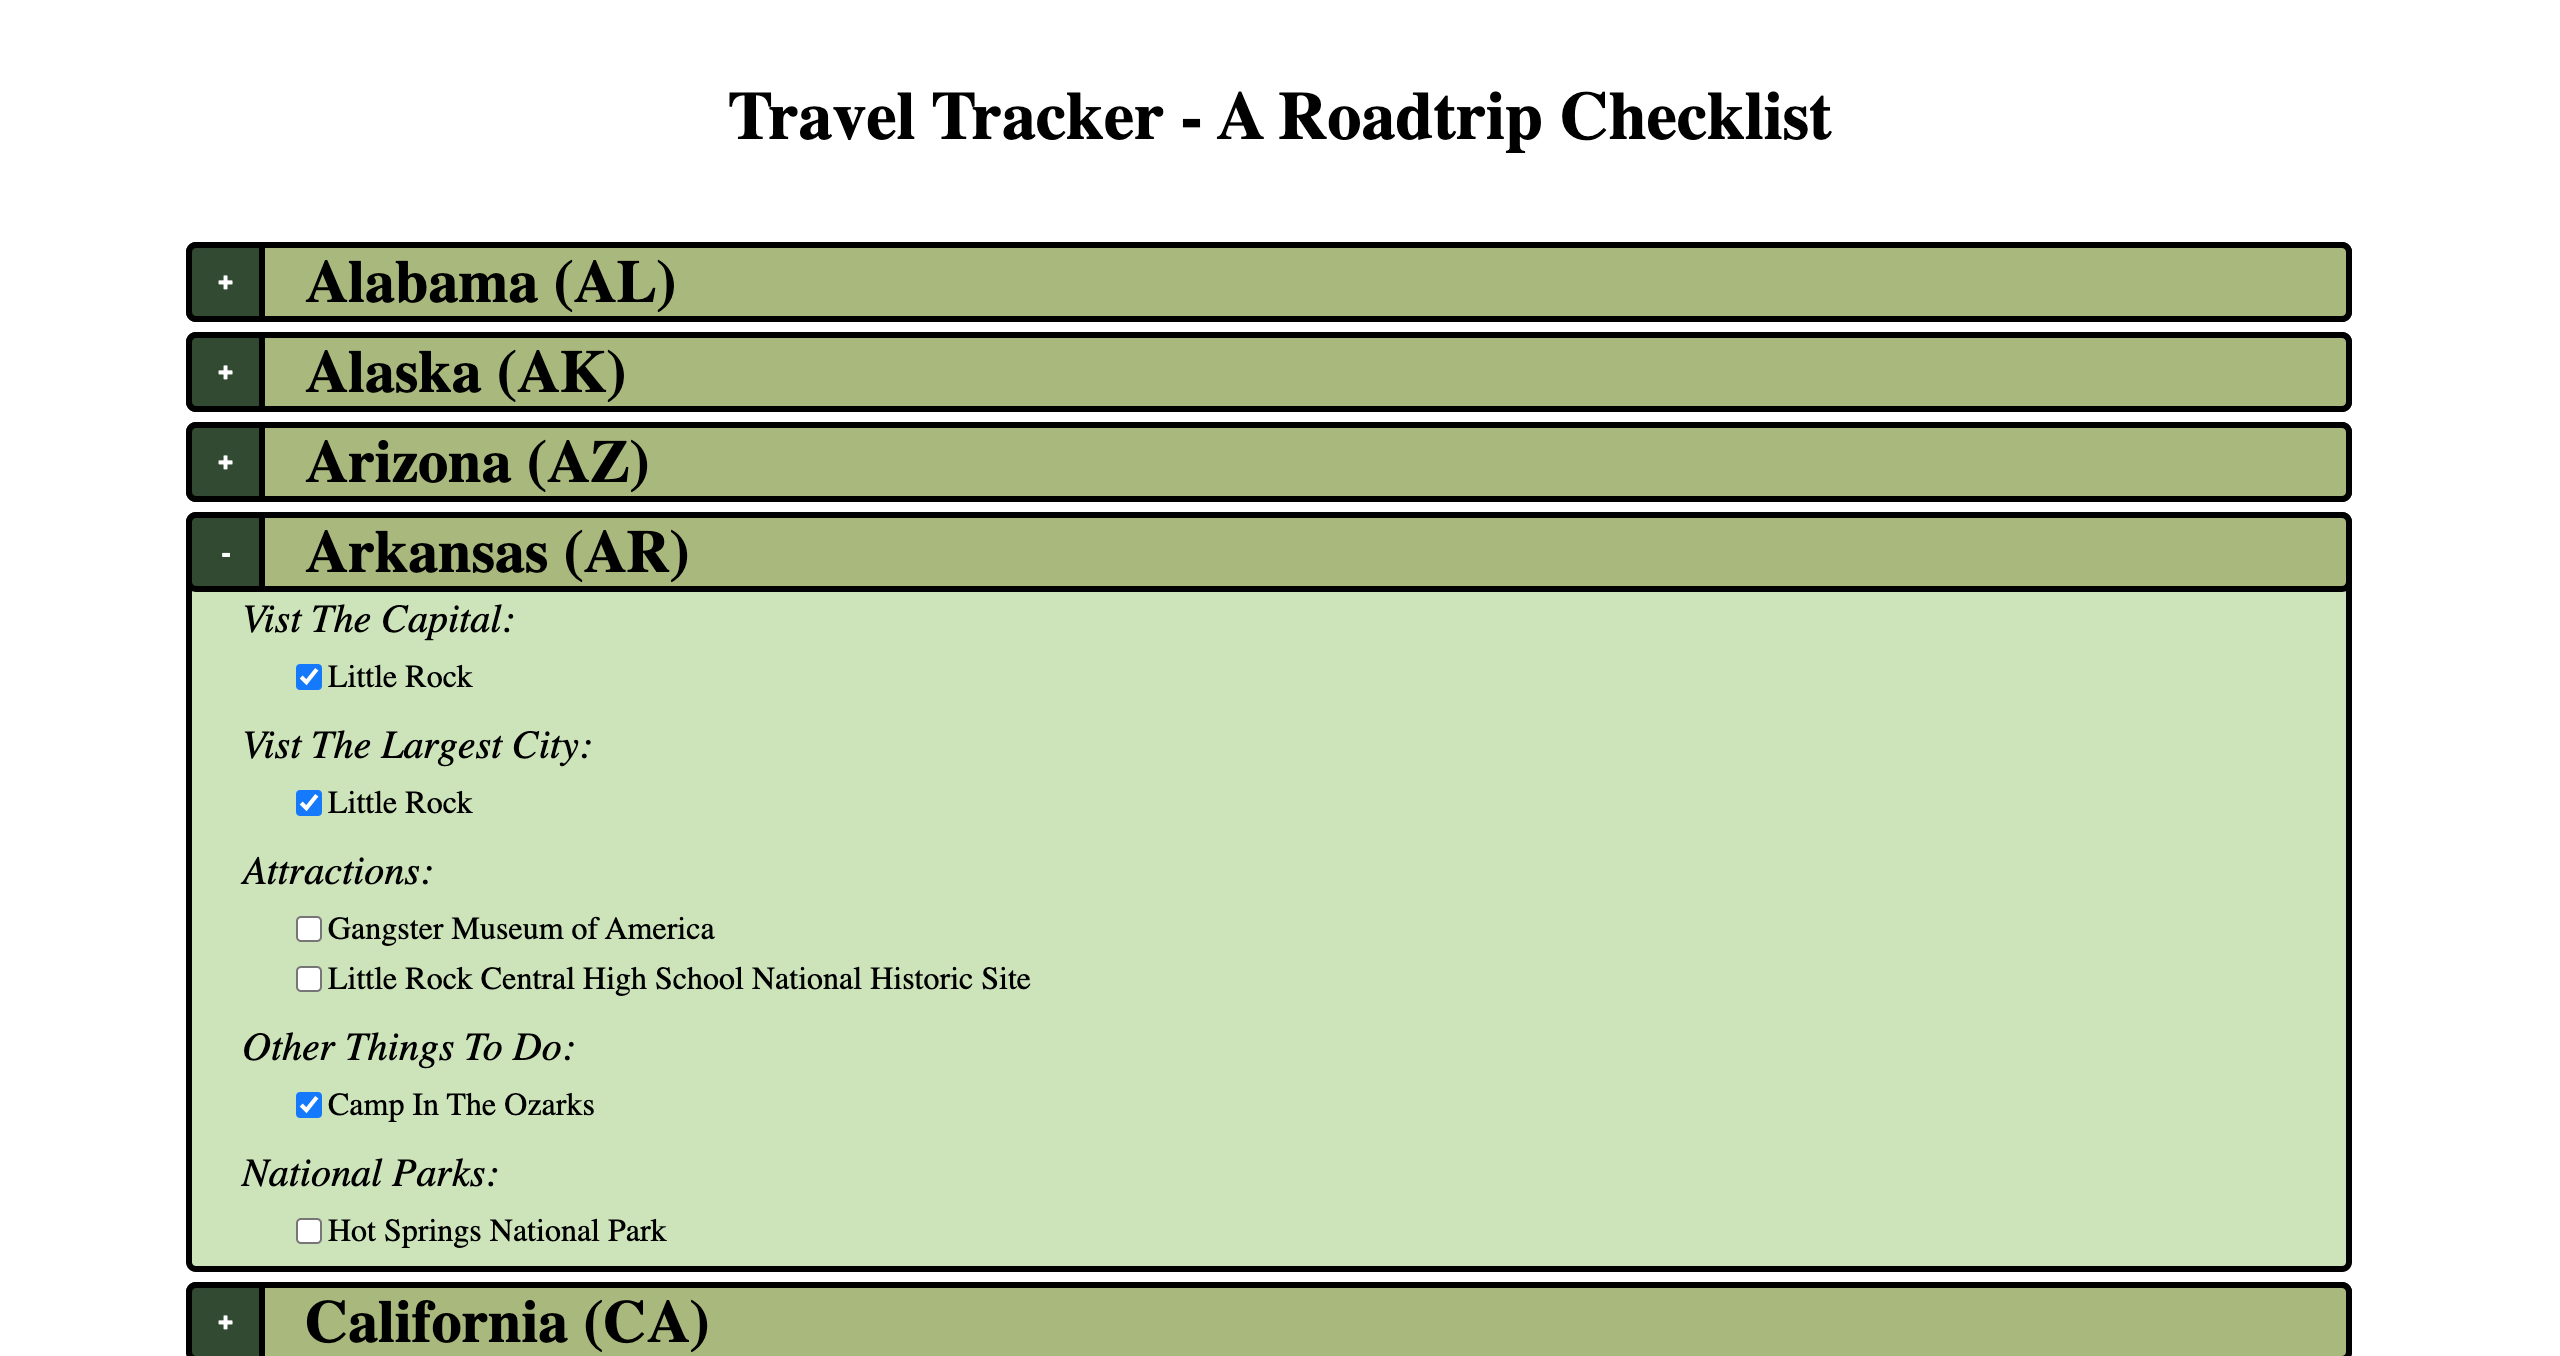 Travel Tracker - A Roadtrip Checklist
+ Alabama (AL)
+ Alaska (AK)
+ Arizona (AZ)
- Arkansas (AR)
Vist The Capital:
Little Rock
Vist The Largest City:
Little Rock
Attractions:
Gangster Museum of America
Little Rock Central High School National Historic Site
Other Things To Do:
Camp In The Ozarks
National Parks:
Hot Springs National Park
+ California (CA)